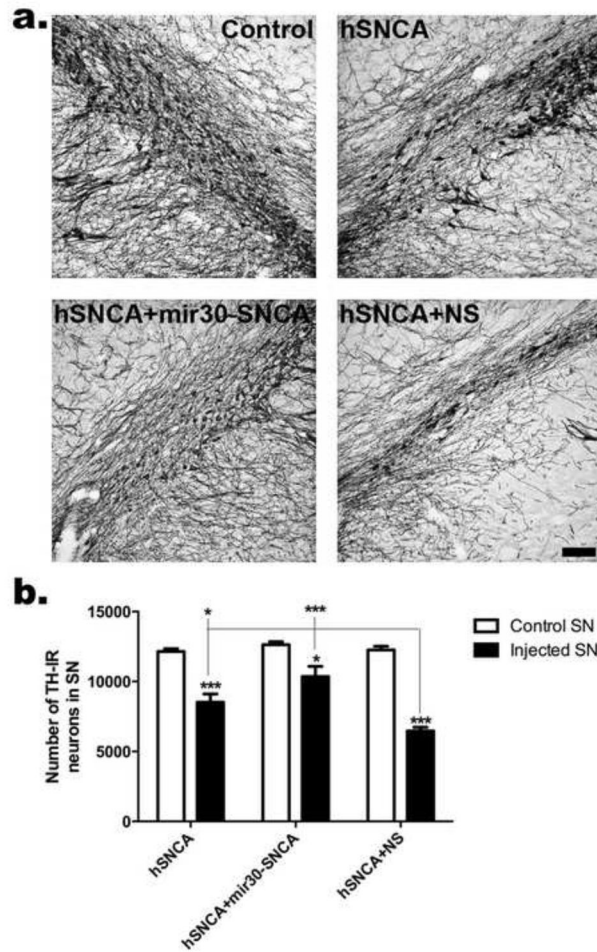 a.
Control
hSNCA
hSNCA+mir30-SNCA
hSNCA+NS
b.
15000
10000
5000
0
Number of TH-IR
neurons in SN
*
***
***
*
***
Control SN
Injected SN
hSNCA
hSNCA+mir30-SNCA
hSNCA+NS